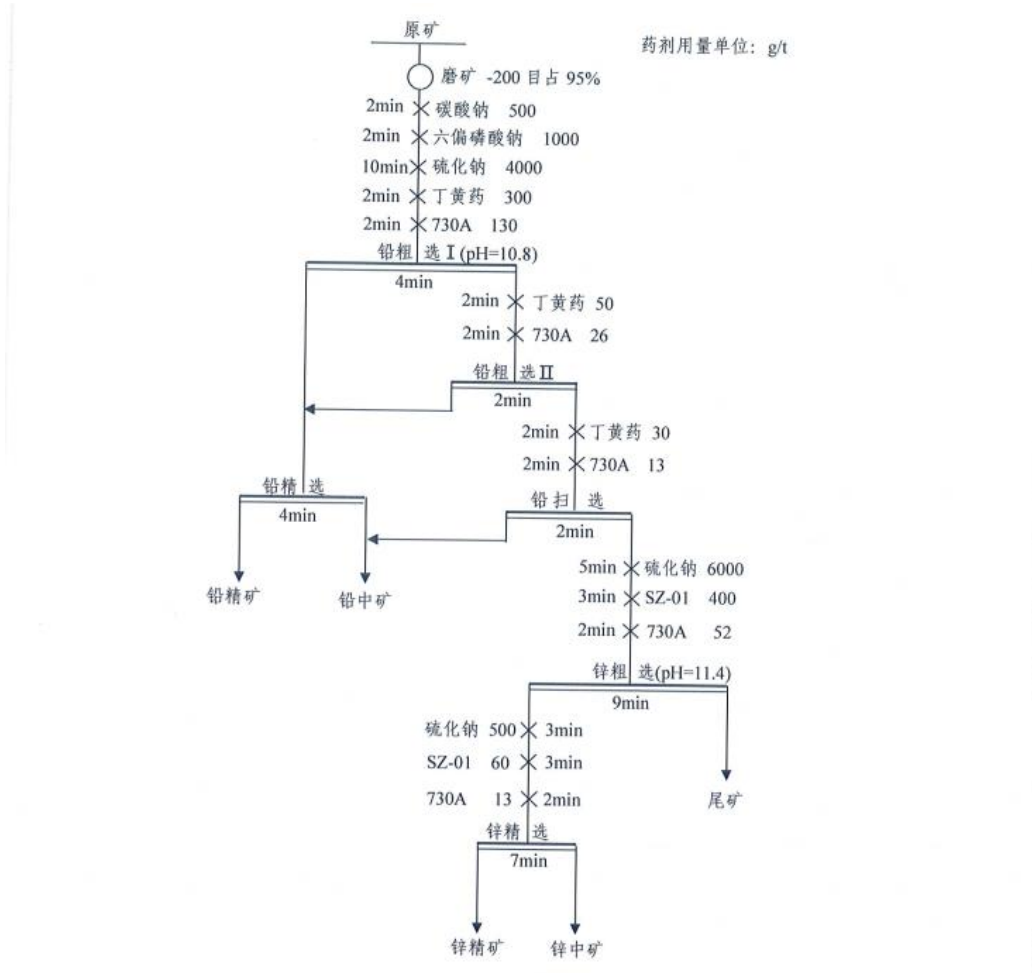 原矿
药剂用量单位：g/t
磨矿 -200 目占 95%
2min 碳酸钠 500
2min 六偏磷酸钠 1000
10min 硫化钠 4000
2min 丁黄药 300
2min 730A 130
铅粗 选Ⅰ(pH=10.8)
4min
2min 丁黄药 50
2min 730A 26
铅粗 选Ⅱ
2min
2min 丁黄药 30
2min 730A 13
铅精 选
4min
铅扫 选
2min
铅精矿
铅中矿
5min 硫化钠 6000
3min SZ-01 400
2min 730A 52
锌粗 选(pH=11.4)
9min
硫化钠 500 3min
SZ-01 60 3min
730A 13 2min
尾矿
锌精 选
7min
锌精矿
锌中矿